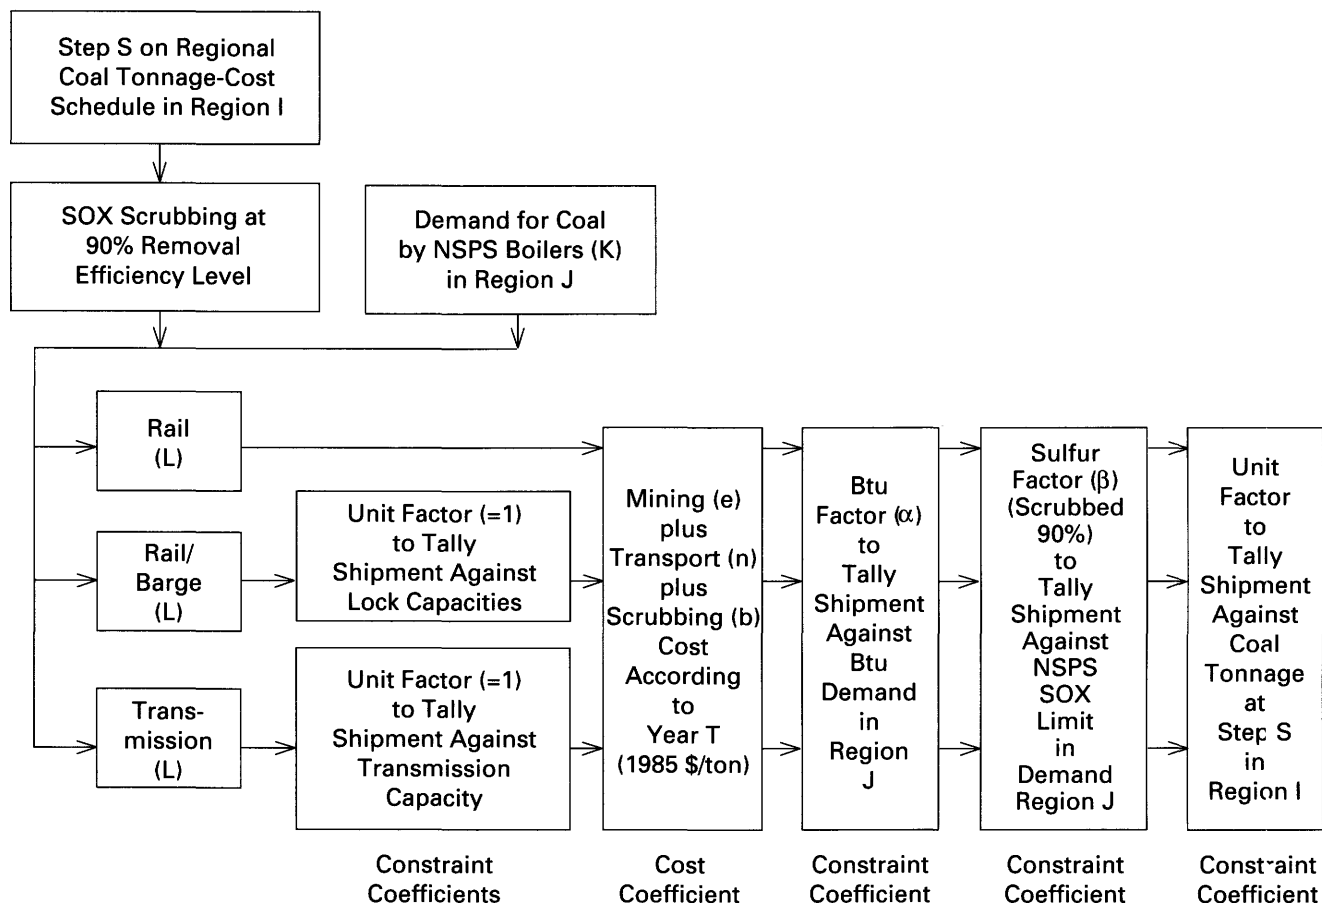 Step S on Regional
Coal Tonnage-Cost
Schedule in Region I
SOX Scrubbing at
90% Removal
Efficiency Level
Demand for Coal
by NSPS Boilers (K)
in Region J
Rail
(L)
Rail/
Barge
(L)
Trans-
mission
(L)
Unit Factor (=1)
to Tally
Shipment Against
Lock Capacities
Unit Factor (=1)
to Tally
Shipment Against
Transmission
Capacity
Mining (e)
plus
Transport (n)
plus
Scrubbing (b)
Cost
According
to
Year T
(1985 $/ton)
Btu
Factor (α)
to
Tally
Shipment
Against
Btu
Demand
in
Region
J
Sulfur
Factor (β)
(Scrubbed
90%)
to
Tally
Shipment
Against
NSPS
SOX
Limit
in
Demand
Region J
Unit
Factor
to
Tally
Shipment
Against
Coal
Tonnage
at
Step S
in
Region I
Constraint
Coefficients
Cost
Coefficient
Constraint
Coefficient
Constraint
Coefficient
Constraint
Coefficient